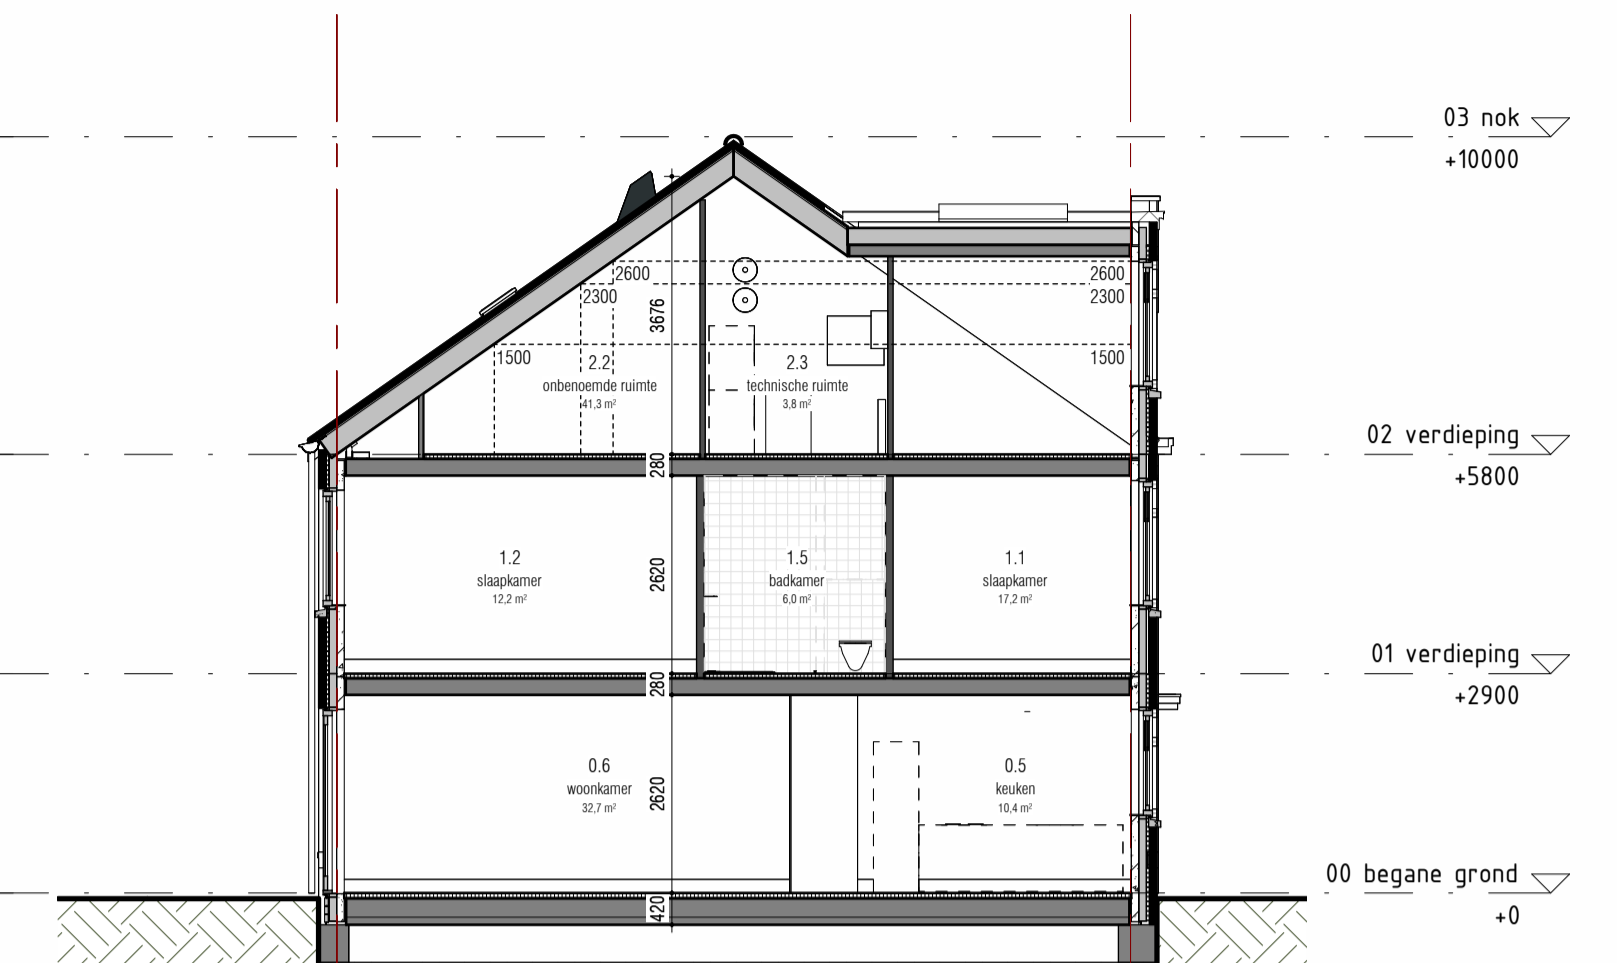 03 nok
+10000
2600
2600
2300
2300
3676
1500
1500
2.2
onbenoemde ruimte
41,3 m²
2.3
technische ruimte
3,8 m²
02 verdieping
+5800
280
1.2
slaapkamer
12,2 m²
2620
1.5
badkamer
6,0 m²
1.1
slaapkamer
17,2 m²
01 verdieping
+2900
280
0.6
woonkamer
32,7 m²
2620
0.5
keuken
10,4 m²
00 begane grond
+0
420